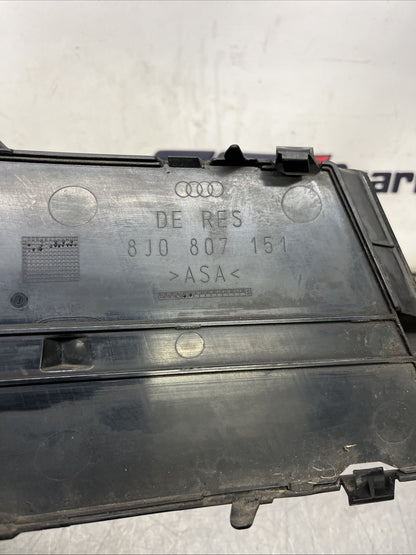 DE RES
8J0 807 151
>ASA<